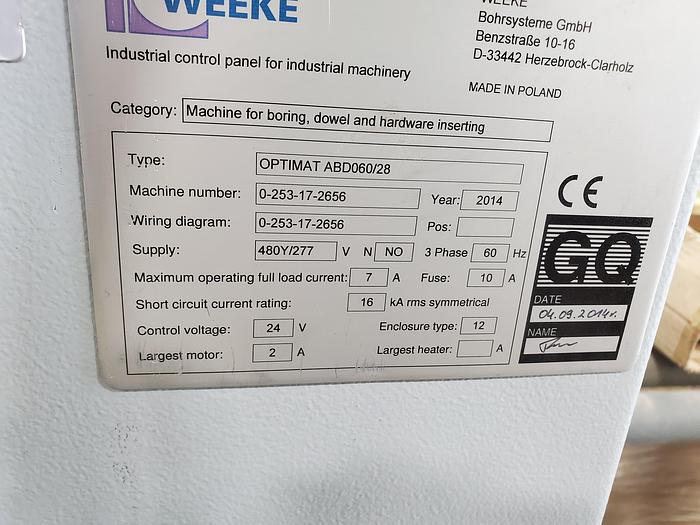 WEEKE
WEEKE
Bohrsysteme GmbH
Benzstraße 10-16
D-33442 Herzebrock-Clarholz
Industrial control panel for industrial machinery
MADE IN POLAND
Category: Machine for boring, dowel and hardware inserting
Type: OPTIMAT ABD060/28
Machine number: 0-253-17-2656 Year: 2014
Wiring diagram: 0-253-17-2656 Pos:
Supply: 480Y/277 V N NO 3 Phase 60 Hz
Maximum operating full load current: 7 A Fuse: 10 A
Short circuit current rating: 16 kA rms symmetrical
Control voltage: 24 V Enclosure type: 12
Largest motor: 2 A Largest heater: A
CE
GQ
DATE
04.09.2014r.
NAME